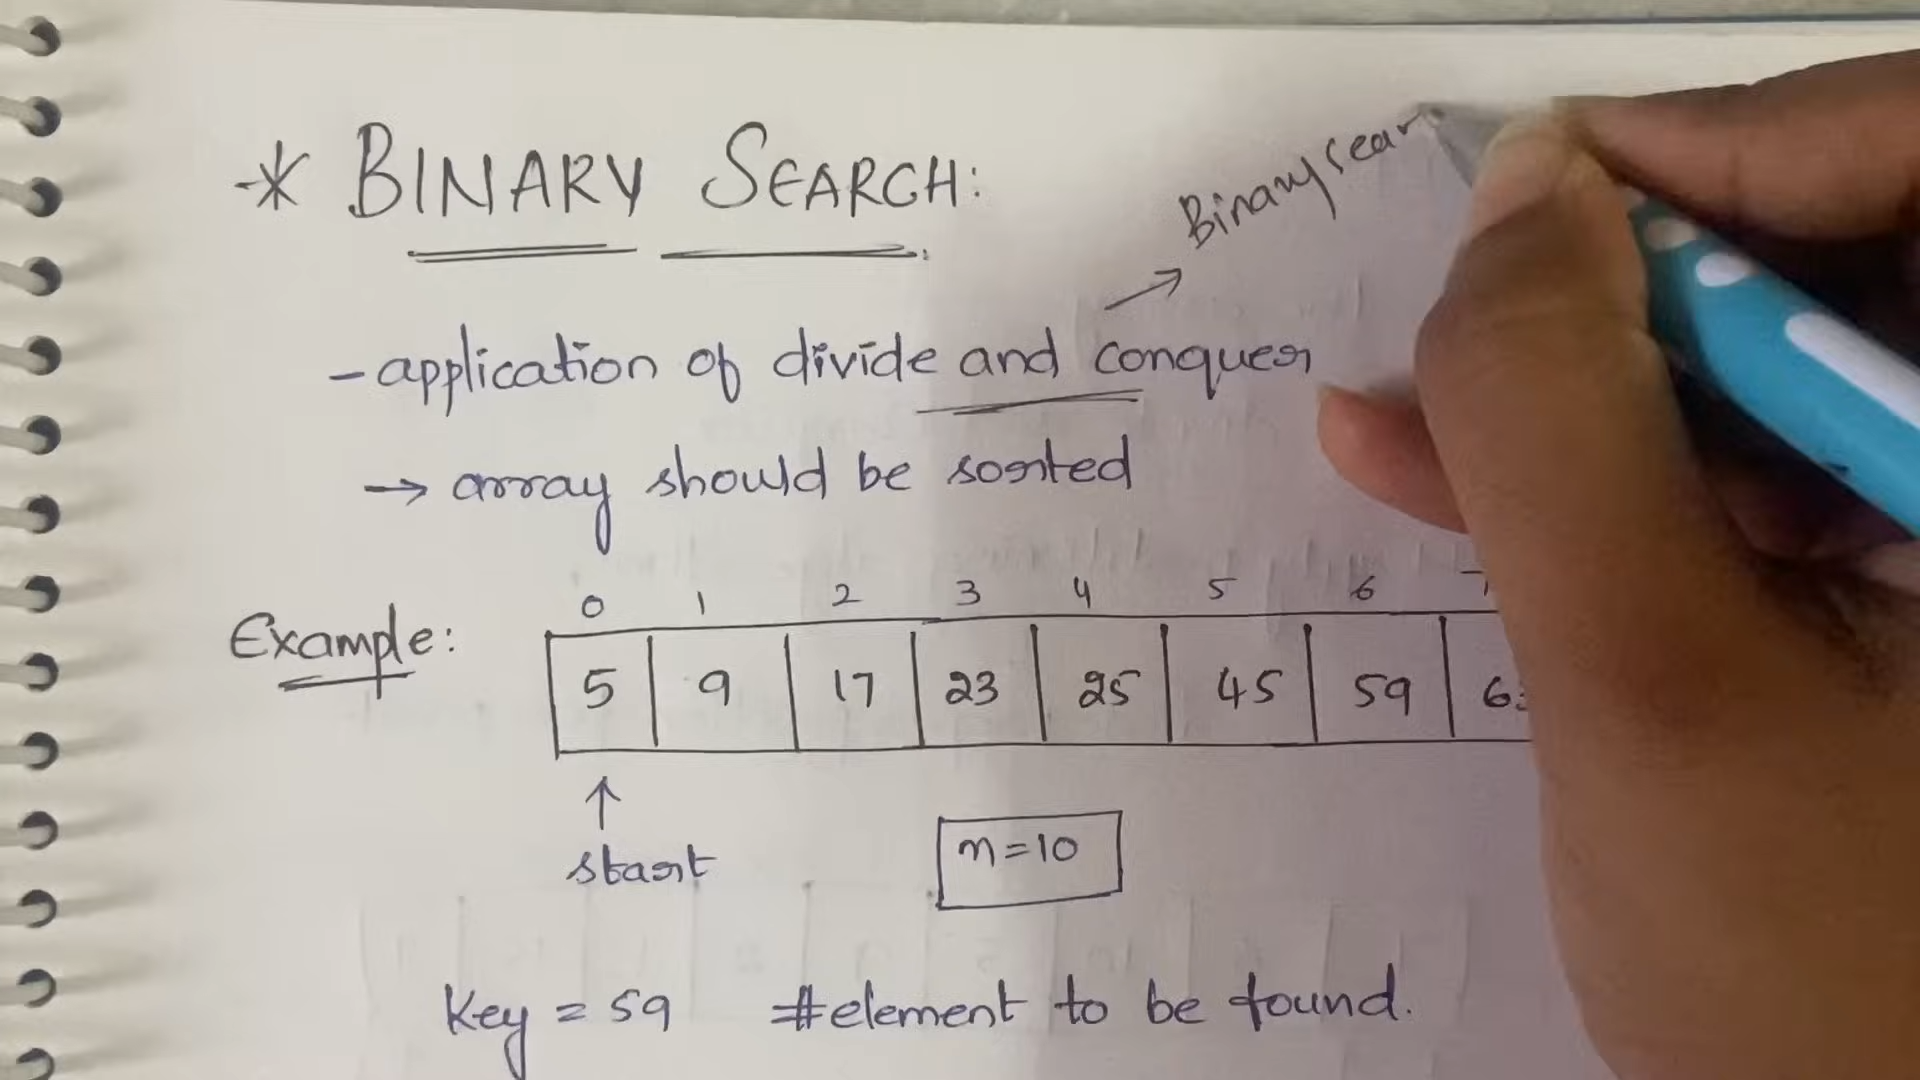 * BINARY SEARCH:
→ Binary sear
- application of divide and conquer
→ array should be sorted
0 1 2 3 4 5 6
Example: 5 9 17 23 25 45 59
↑
start
n=10
Key = 59 #element to be found.